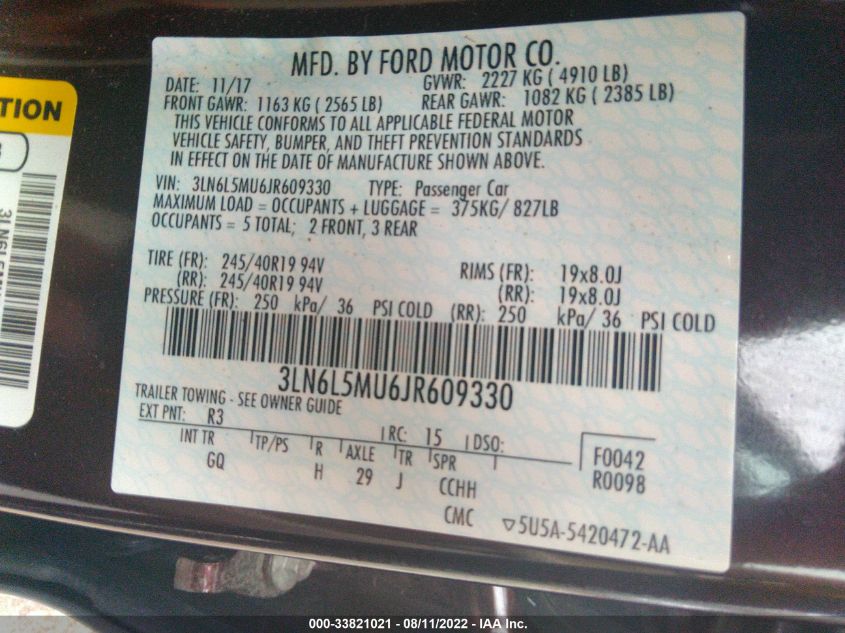 MFD. BY FORD MOTOR CO.
DATE: 11/17 GVWR: 2227 KG ( 4910 LB)
FRONT GAWR: 1163 KG ( 2565 LB) REAR GAWR: 1082 KG ( 2385 LB)
THIS VEHICLE CONFORMS TO ALL APPLICABLE FEDERAL MOTOR
VEHICLE SAFETY, BUMPER, AND THEFT PREVENTION STANDARDS
IN EFFECT ON THE DATE OF MANUFACTURE SHOWN ABOVE.
VIN: 3LN6L5MU6JR609330 TYPE: Passenger Car
MAXIMUM LOAD = OCCUPANTS + LUGGAGE = 375KG/ 827LB
OCCUPANTS = 5 TOTAL; 2 FRONT, 3 REAR
TIRE (FR): 245/40R19 94V RIMS (FR): 19x8.0J
(RR): 245/40R19 94V (RR): 19x8.0J
PRESSURE (FR): 250 kPa/ 36 PSI COLD (RR): 250 kPa/ 36 PSI COLD
3LN6L5MU6JR609330
TRAILER TOWING - SEE OWNER GUIDE
EXT PNT: R3 RC: 15 DSO:
INT TR TP/PS R AXLE TR SPR F0042
GQ H 29 J CCHH R0098
CMC ▽5U5A-5420472-AA
TION
000-33821021 - 08/11/2022 - IAA Inc.